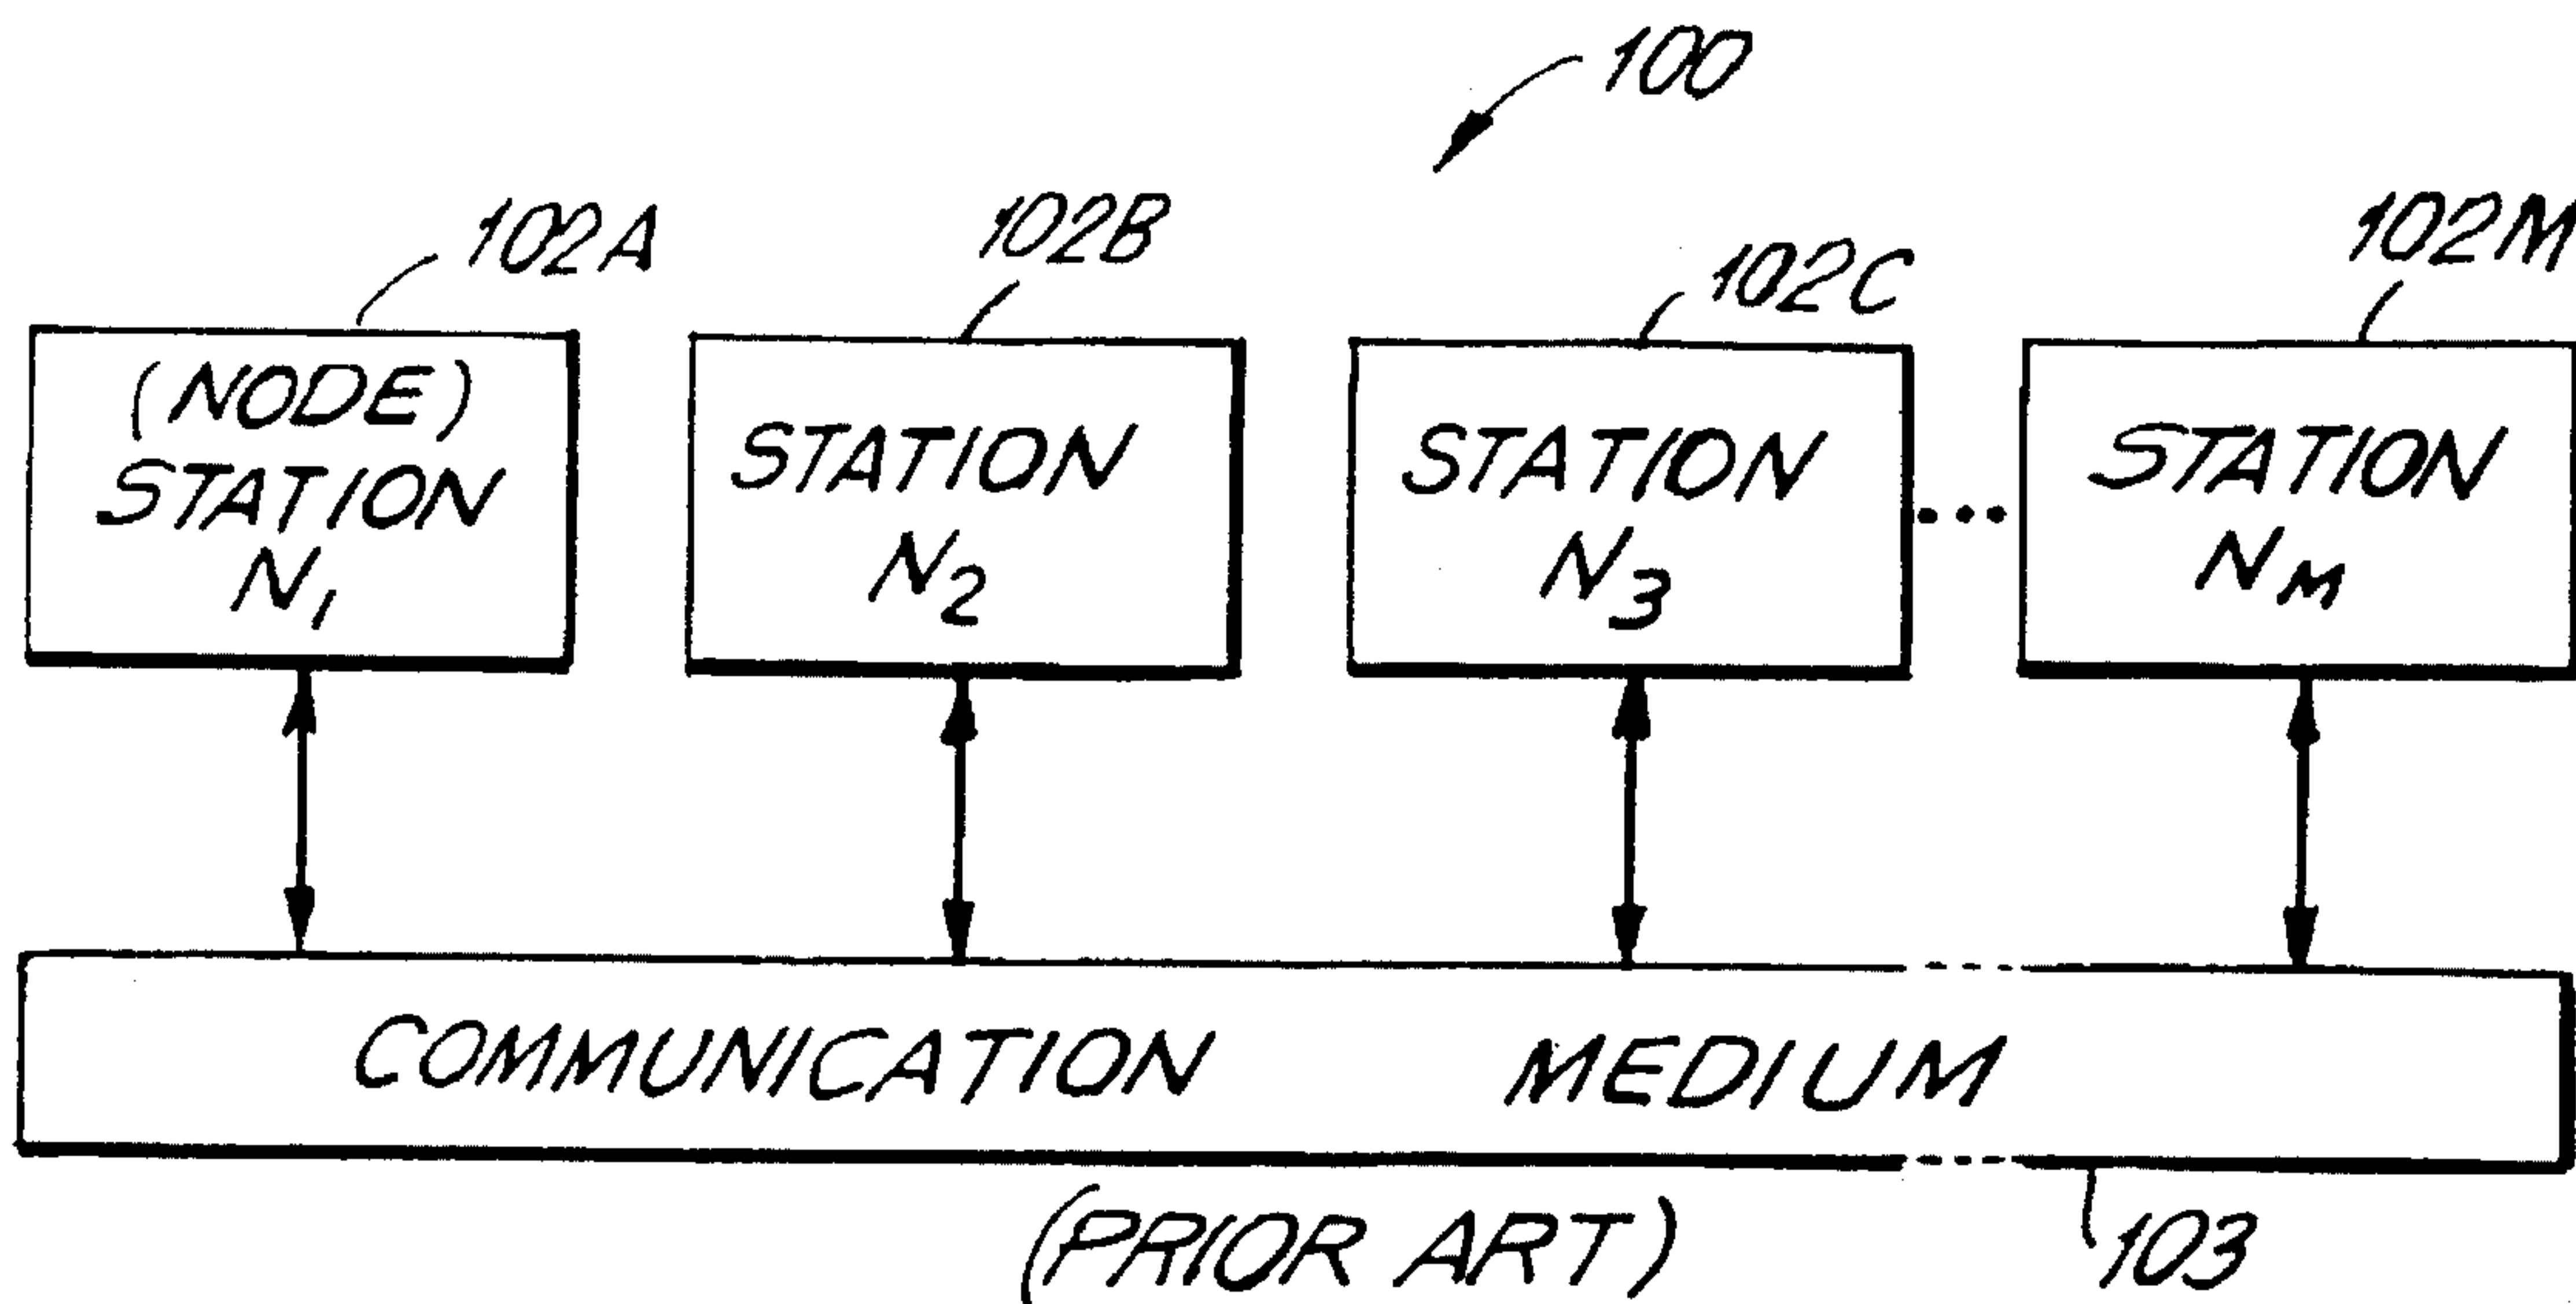 100
102A
102B
102C
102M
(NODE)
STATION
N1
STATION
N2
STATION
N3
...
STATION
NM
COMMUNICATION MEDIUM
(PRIOR ART)
103